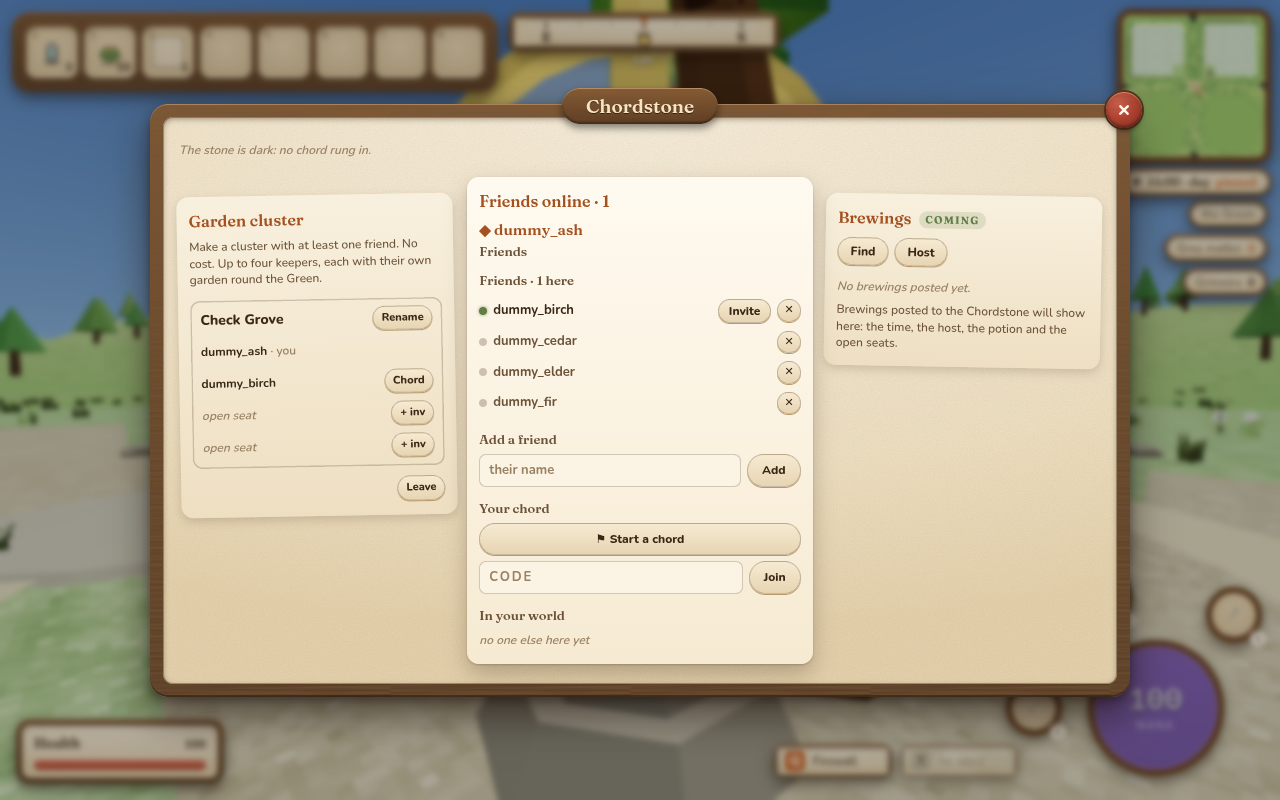 Chordstone
×
The stone is dark: no chord rung in.
Garden cluster
Make a cluster with at least one friend. No
cost. Up to four keepers, each with their own
garden round the Green.
Check Grove
Rename
dummy_ash · you
dummy_birch
Chord
open seat
+ inv
open seat
+ inv
Leave
Friends online · 1
◆ dummy_ash
Friends
Friends · 1 here
dummy_birch
Invite
×
dummy_cedar
×
dummy_elder
×
dummy_fir
×
Add a friend
their name
Add
Your chord
⚑ Start a chord
CODE
Join
In your world
no one else here yet
Brewings
COMING
Find
Host
No brewings posted yet.
Brewings posted to the Chordstone will show
here: the time, the host, the potion and the
open seats.
Health
100
100